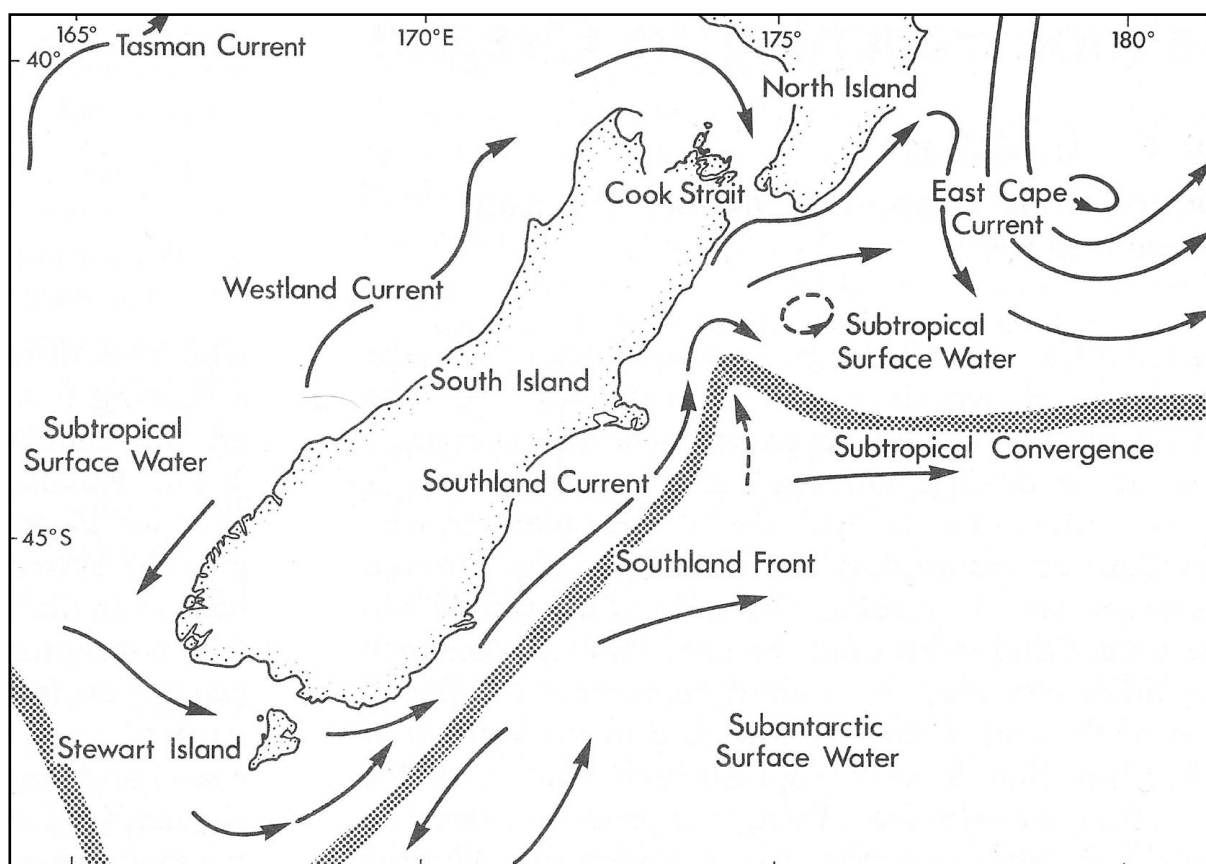 165°
170°E
175°
180°
Tasman Current
40°
North Island
Cook Strait
East Cape
Current
Westland Current
Subtropical
Surface Water
South Island
Subtropical
Surface Water
Subtropical Convergence
Southland Current
45°S
Southland Front
Stewart Island
Subantarctic
Surface Water